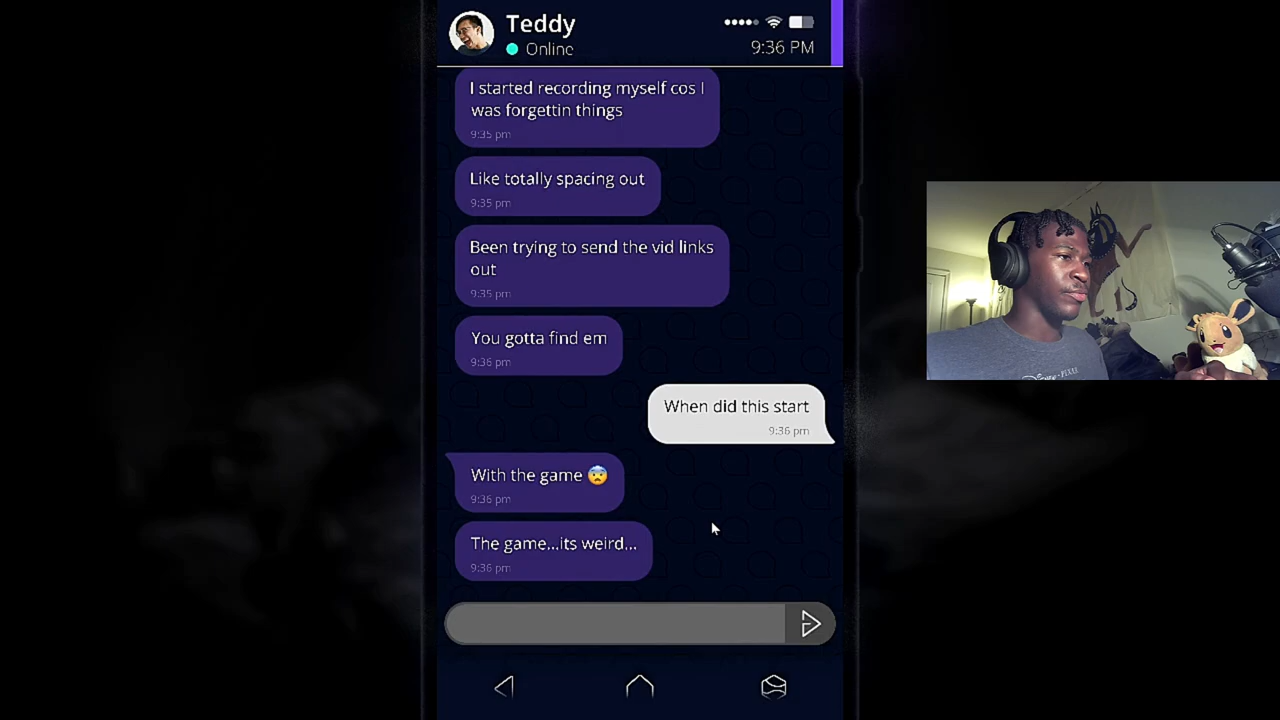 Teddy
Online
9:36 PM
I started recording myself cos I
was forgettin things
9:35 pm
Like totally spacing out
9:35 pm
Been trying to send the vid links
out
9:35 pm
You gotta find em
9:36 pm
When did this start
9:36 pm
With the game 😨
9:36 pm
The game...its weird...
9:36 pm
Disney · PIXAR